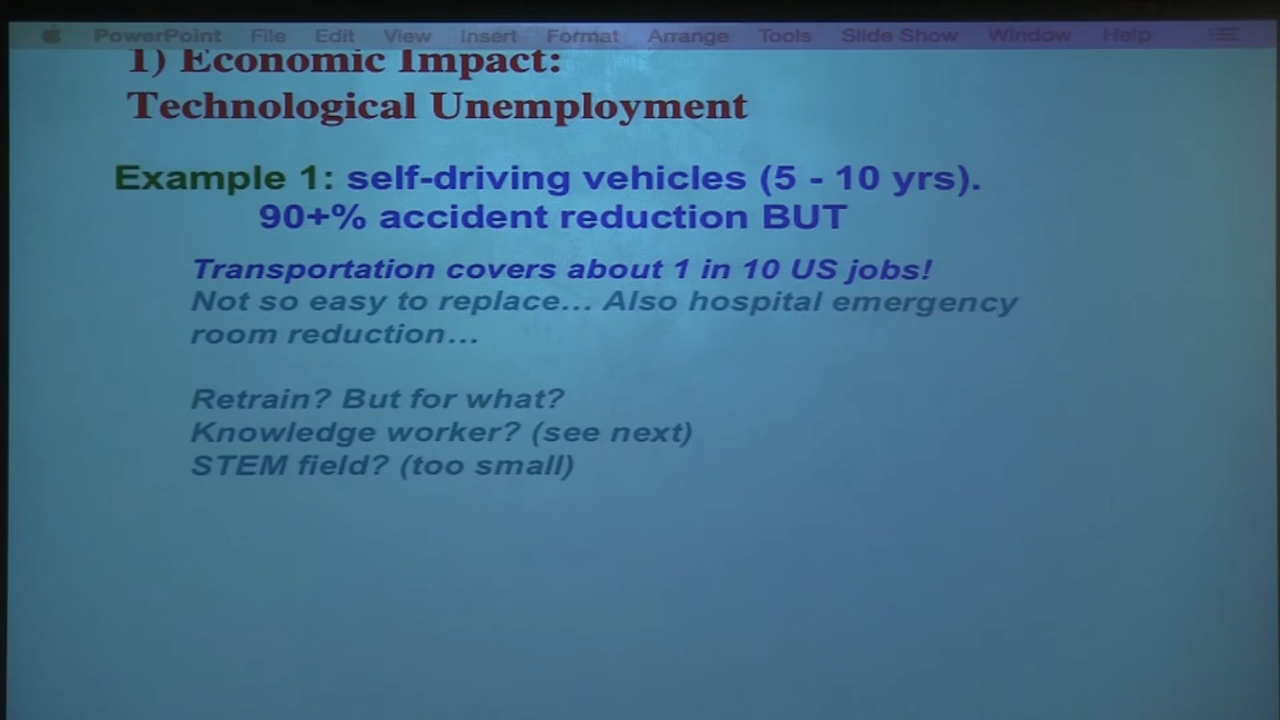 PowerPoint File Edit View Insert Format Arrange Tools Slide Show Window Help
1) Economic Impact:
Technological Unemployment
Example 1: self-driving vehicles (5 - 10 yrs).
90+% accident reduction BUT
Transportation covers about 1 in 10 US jobs!
Not so easy to replace... Also hospital emergency
room reduction...
Retrain? But for what?
Knowledge worker? (see next)
STEM field? (too small)